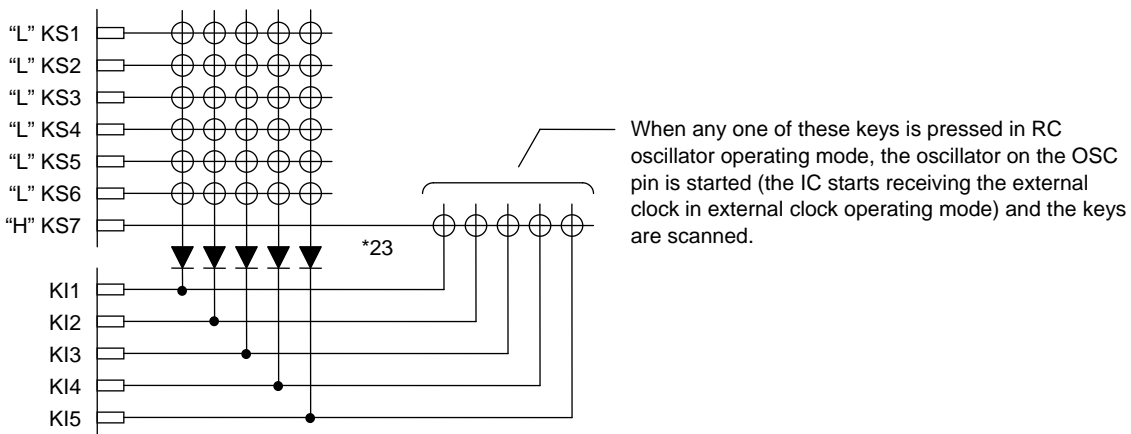 “L” KS1
“L” KS2
“L” KS3
“L” KS4
“L” KS5
“L” KS6
“H” KS7
*23
KI1
KI2
KI3
KI4
KI5
When any one of these keys is pressed in RC
oscillator operating mode, the oscillator on the OSC
pin is started (the IC starts receiving the external
clock in external clock operating mode) and the keys
are scanned.